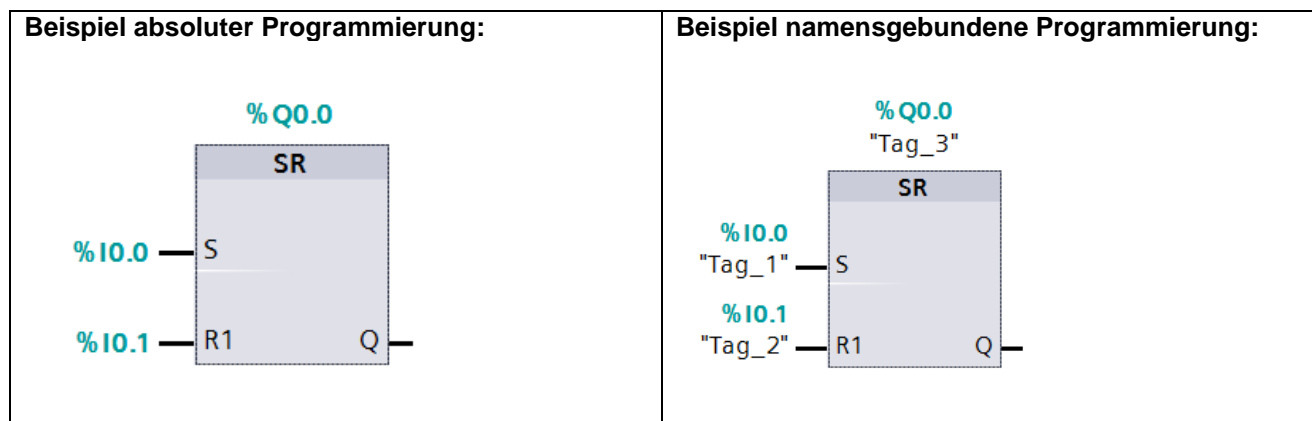 Beispiel absoluter Programmierung:
%Q0.0
SR
%I0.0
S
%I0.1
R1
Q
Beispiel namensgebundene Programmierung:
%Q0.0
"Tag_3"
SR
%I0.0
"Tag_1"
S
%I0.1
"Tag_2"
R1
Q